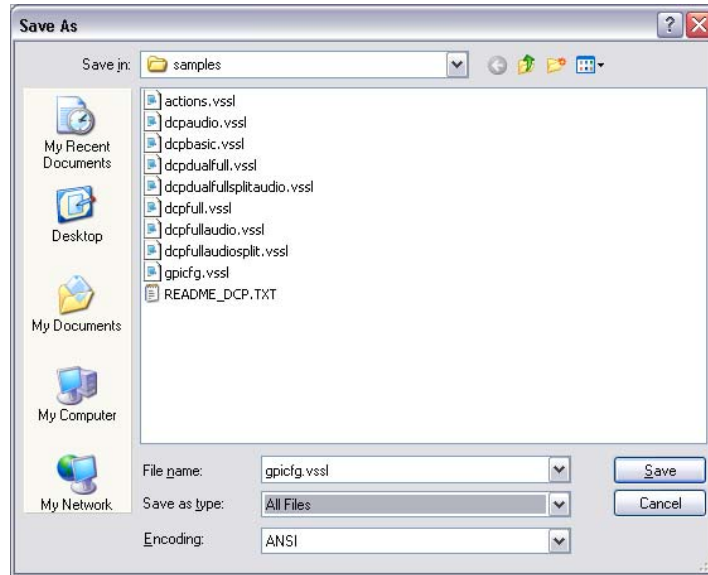 Save As
Save in:
samples
My Recent
Documents
Desktop
My Documents
My Computer
My Network
actions.vssl
dcpaudio.vssl
dcpbasic.vssl
dcpdualfull.vssl
dcpdualfullsplitaudio.vssl
dcpfull.vssl
dcpfullaudio.vssl
dcpfullaudiosplit.vssl
gpicfg.vssl
README_DCP.TXT
File name:
gpicfg.vssl
Save
Save as type:
All Files
Cancel
Encoding:
ANSI